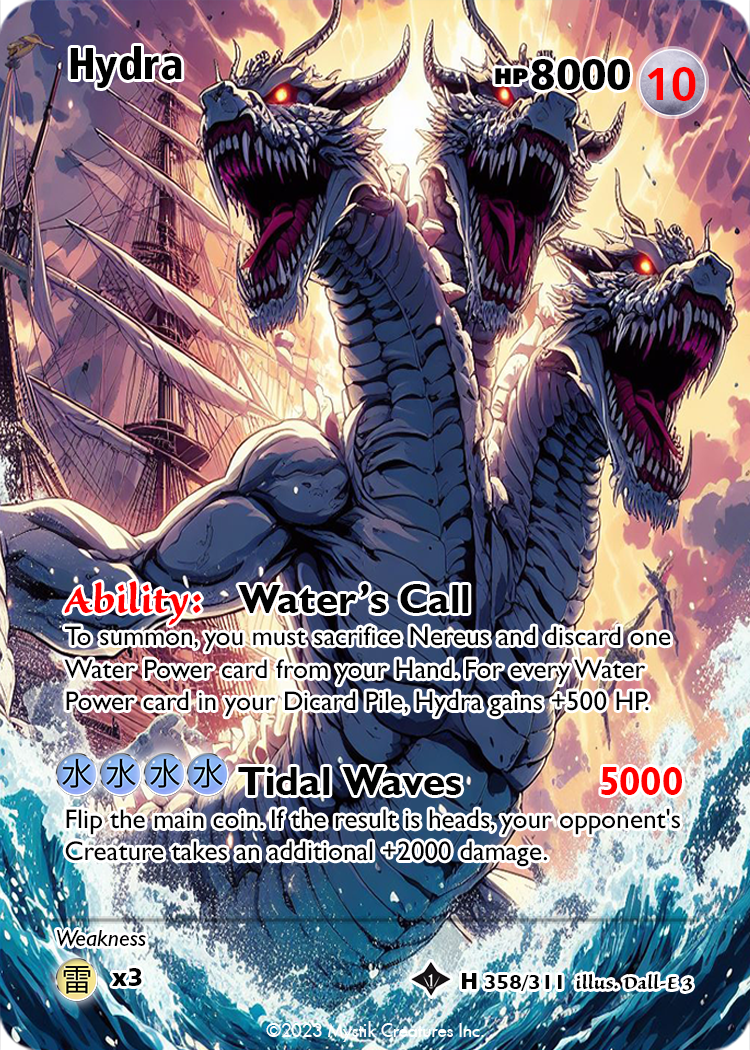 Hydra HP 8000 10
Ability: Water's Call
To summon, you must sacrifice Nereus and discard one
Water Power card from your Hand. For every Water
Power card in your Dicard Pile, Hydra gains +500 HP.
水 水 水 水 Tidal Waves 5000
Flip the main coin. If the result is heads, your opponent's
Creature takes an additional +2000 damage.
Weakness
雷 x3 1 H 358/311 illus. Dall-E 3
©2023 Mystik Creatures Inc.